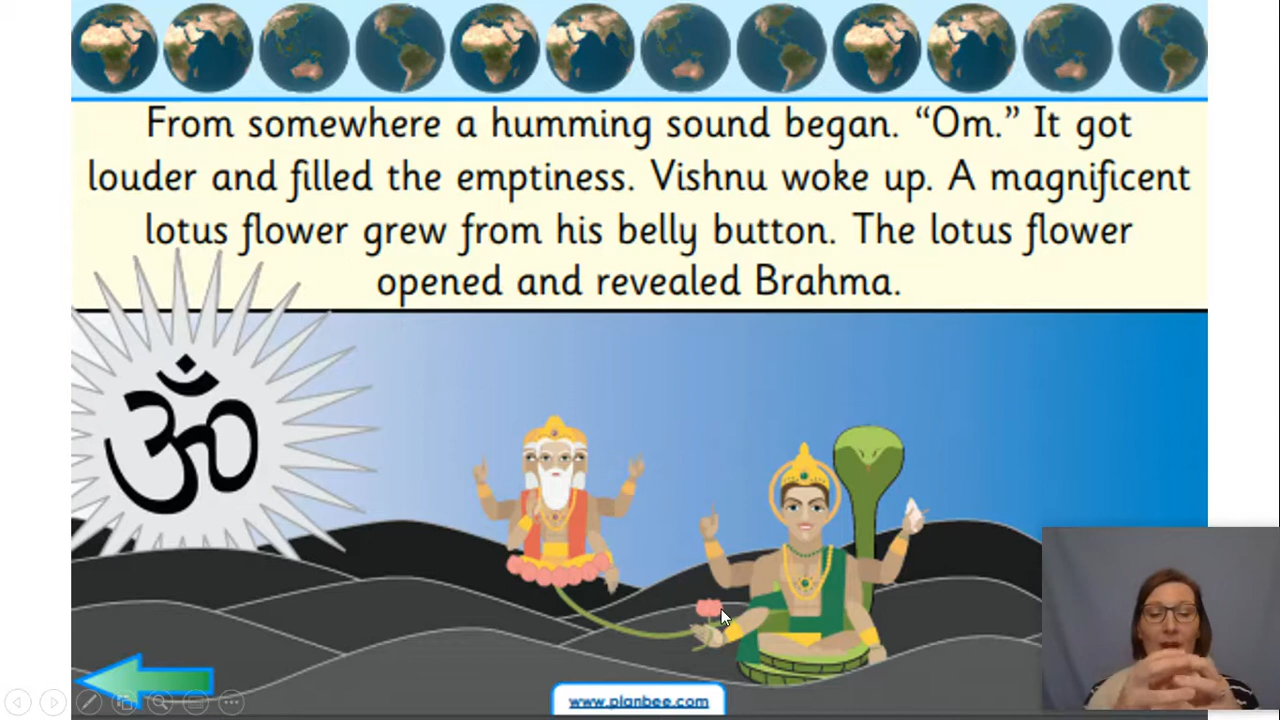 From somewhere a humming sound began. “Om.” It got
louder and filled the emptiness. Vishnu woke up. A magnificent
lotus flower grew from his belly button. The lotus flower
opened and revealed Brahma.
ॐ
www.planbee.com